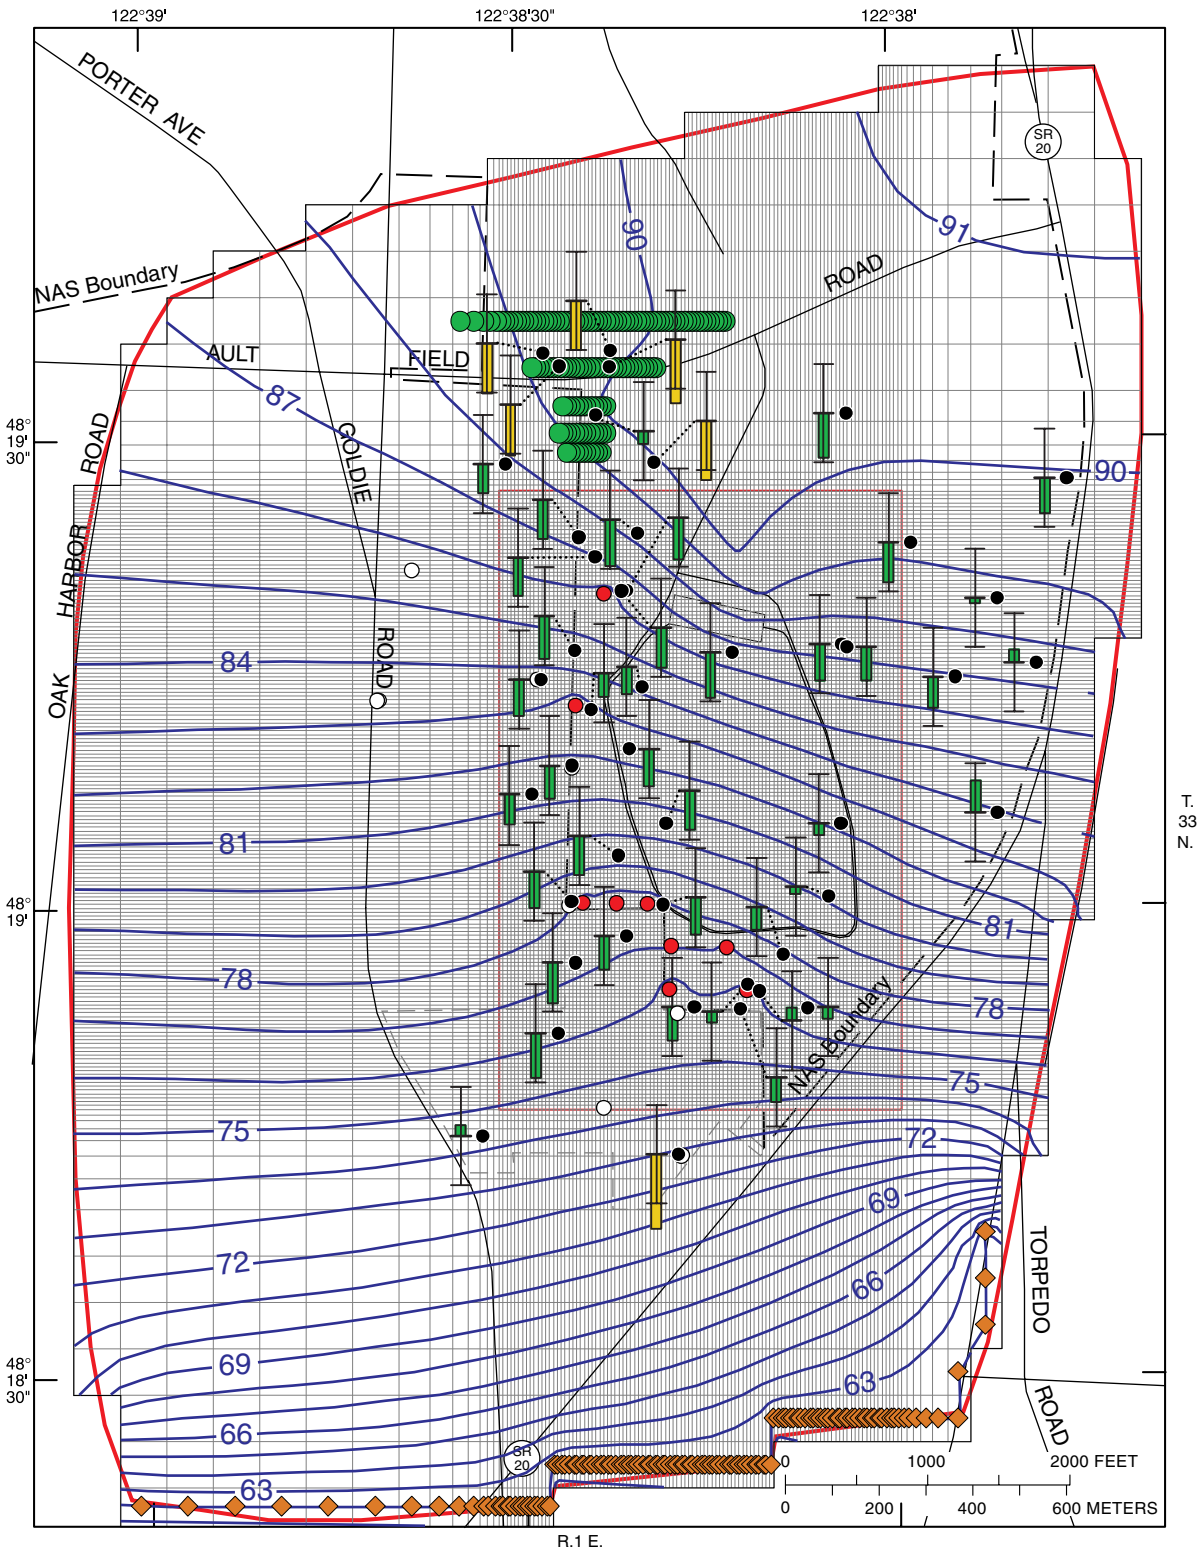 122°39'
122°38'30"
122°38'
PORTER AVE
SR
20
90
91
NAS Boundary
ROAD
AULT
FIELD
87
48°
19'
30"
ROAD
GOLDIE
90
HARBOR
ROAD
84
OAK
T.
33
N.
81
48°
19'
81
78
78
NAS Boundary
75
75
72
69
72
66
TORPEDO
69
48°
30"
63
ROAD
66
SR
20
0
1000
2000 FEET
63
0
200
400
600 METERS
R.1 E.